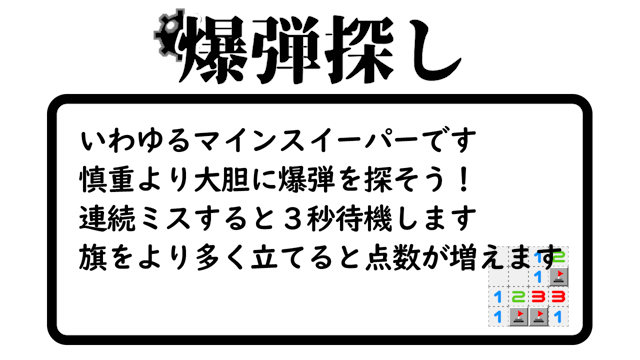 爆弾探し
いわゆるマインスイーパーです
慎重より大胆に爆弾を探そう！
連続ミスすると３秒待機します
旗をより多く立てると点数が増えます
1 2
1
1 2 3 3
1 1